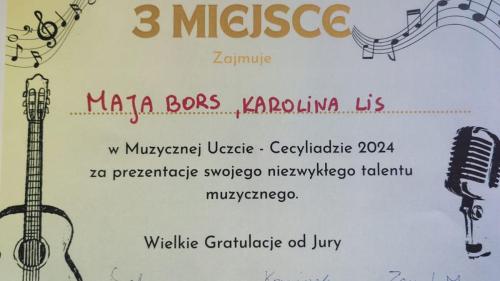 3 MIEJSCE
Zajmuje
MAJA BORS, KAROLINA LIS
w Muzycznej Uczcie - Cecyliadzie 2024
za prezentacje swojego niezwykłego talentu
muzycznego.
Wielkie Gratulacje od Jury